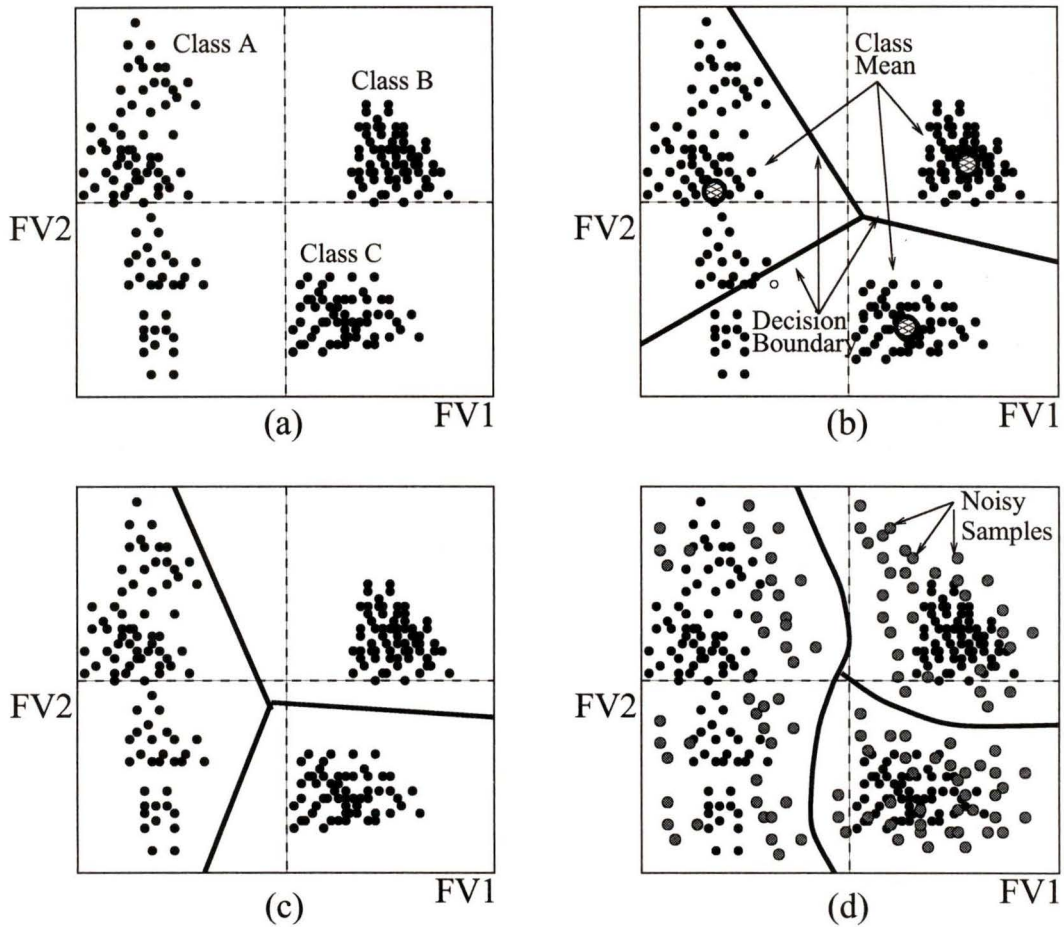 Class A
Class B
FV2
Class C
FV1
(a)
Class
Mean
FV2
Decision
Boundary
FV1
(b)
FV2
FV1
(c)
Noisy
Samples
FV2
FV1
(d)